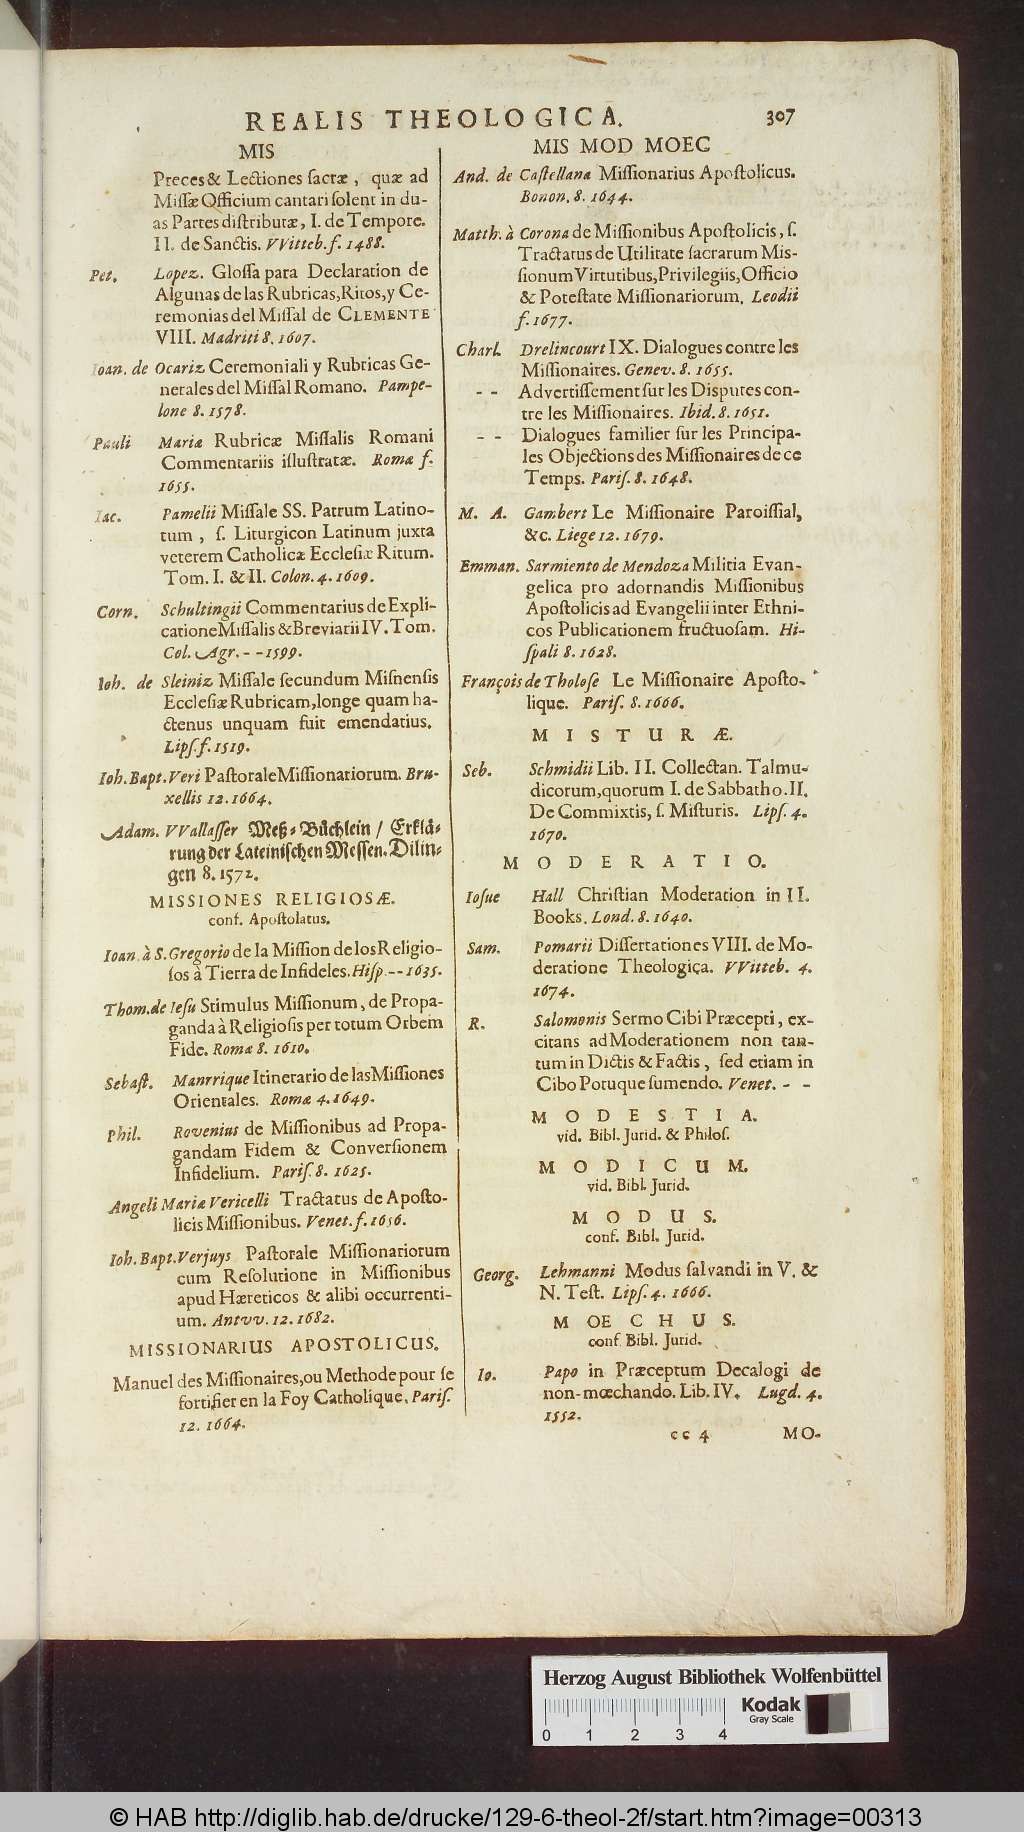 REALIS THEOLOGICA. 307
MIS
Preces & Lectiones sacræ, quæ ad
Missæ Officium cantari solent in du-
as Partes distributæ, I. de Tempore.
II. de Sanctis. VVitteb. f. 1488.
Pet. Lopez. Glossa para Declaration de
Algunas de las Rubricas, Ritos, y Ce-
remonias del Missal de CLEMENTE
VIII. Madriti 8. 1607.
Ioan. de Ocariz Ceremonial i y Rubricas Ge-
nerales del Missal Romano. Pampe-
lone 8. 1578.
Pauli Mariæ Rubricæ Missalis Romani
Commentariis illustratæ. Romæ f.
1655.
Iac. Pamelii Missale SS. Patrum Latino-
tum, s. Liturgicon Latinum juxta
veterem Catholicæ Ecclesiæ Ritum.
Tom. I. & II. Colon. 4. 1609.
Corn. Schultingii Commentarius de Expli-
catione Missalis & Breviarii IV. Tom.
Col. Agr. - - 1599.
Ioh. de Sleiniz Missale secundum Misnensis
Ecclesiæ Rubricam, longe quam ha-
ctenus unquam fuit emendatius.
Lips. f. 1519.
Ioh. Bapt. Veri Pastorale Missionatiorum. Bru-
xellis 12. 1664.
Adam. VVallasser Meß-Büchlein / Erklä-
rung der Lateinischen Messen. Dilin-
gen 8. 1572.
MISSIONES RELIGIOSÆ.
conf. Apostolatus.
Ioan. à S. Gregorio de la Mission de los Religio-
sos à Tierra de Infideles. Hisp. -- 1635.
Thom. de Iesu Stimulus Missionum, de Propa-
ganda à Religiosis per totum Orbem
Fide. Romæ 8. 1610.
Sebast. Manrrique Itinerario de las Missiones
Orientales. Romæ 4. 1649.
Phil. Rovenius de Missionibus ad Propa-
gandam Fidem & Conversionem
Infidelium. Paris. 8. 1625.
Angeli Mariæ Vericelli Tractatus de Aposto-
licis Missionibus. Venet. f. 1656.
Ioh. Bapt. Verjuys Pastorale Missionariorum
cum Resolutione in Missionibus
apud Hæreticos & alibi occurrenti-
um. Antvv. 12. 1682.
MISSIONARIUS APOSTOLICUS.
Manuel des Missionaires, ou Methode pour se
fortifier en la Foy Catholique. Paris.
12. 1664.
MIS MOD MOEC
And. de Castellana Missionarius Apostolicus.
Bonon. 8. 1644.
Matth. à Corona de Missionibus Apostolicis, s.
Tractatus de Utilitate sacrarum Mis-
sionum Virtutibus, Privilegiis, Officio
& Potestate Missionariorum. Leodii
f. 1677.
Charl. Drelincourt IX. Dialogues contre les
Missionaires. Genev. 8. 1655.
- - Advertissement sur les Disputes con-
tre les Missionaires. Ibid. 8. 1651.
- - Dialogues familier sur les Principa-
les Objections des Missionaires de ce
Temps. Paris. 8. 1648.
M. A. Gambert Le Missionaire Paroissial,
&c. Liege 12. 1679.
Emman. Sarmiento de Mendoza Militia Evan-
gelica pro adornandis Missionibus
Apostolicis ad Evangelii inter Ethni-
cos Publicationem fructuosam. Hi-
spali 8. 1628.
François de Tholose Le Missionaire Aposto-
lique. Paris. 8. 1666.
MISTURÆ.
Seb. Schmidii Lib. II. Collectan. Talmu-
dicorum, quorum I. de Sabbatho. II.
De Commixtis, s. Misturis. Lips. 4.
1670.
MODERATIO.
Iosue Hall Christian Moderation in II.
Books. Lond. 8. 1640.
Sam. Pomarii Dissertationes VIII. de Mo-
deratione Theologica. VVitteb. 4.
1674.
R. Salomonis Sermo Cibi Præcepti, ex-
citans ad Moderationem non tan-
tum in Dictis & Factis, sed etiam in
Cibo Potuque sumendo. Venet. - -
MODESTIA.
vid. Bibl. Jurid. & Philos.
MODICUM.
vid. Bibl. Jurid.
MODUS.
conf. Bibl. Jurid.
Georg. Lehmanni Modus salvandi in V. &
N. Test. Lips. 4. 1666.
MOECHUS.
conf. Bibl. Jurid.
Io. Papo in Præceptum Decalogi de
non-mœchando. Lib. IV. Lugd. 4.
1552.
cc 4 MO-
Herzog August Bibliothek Wolfenbüttel
Kodak
Gray Scale
0 1 2 3 4
© HAB http://diglib.hab.de/drucke/129-6-theol-2f/start.htm?image=00313